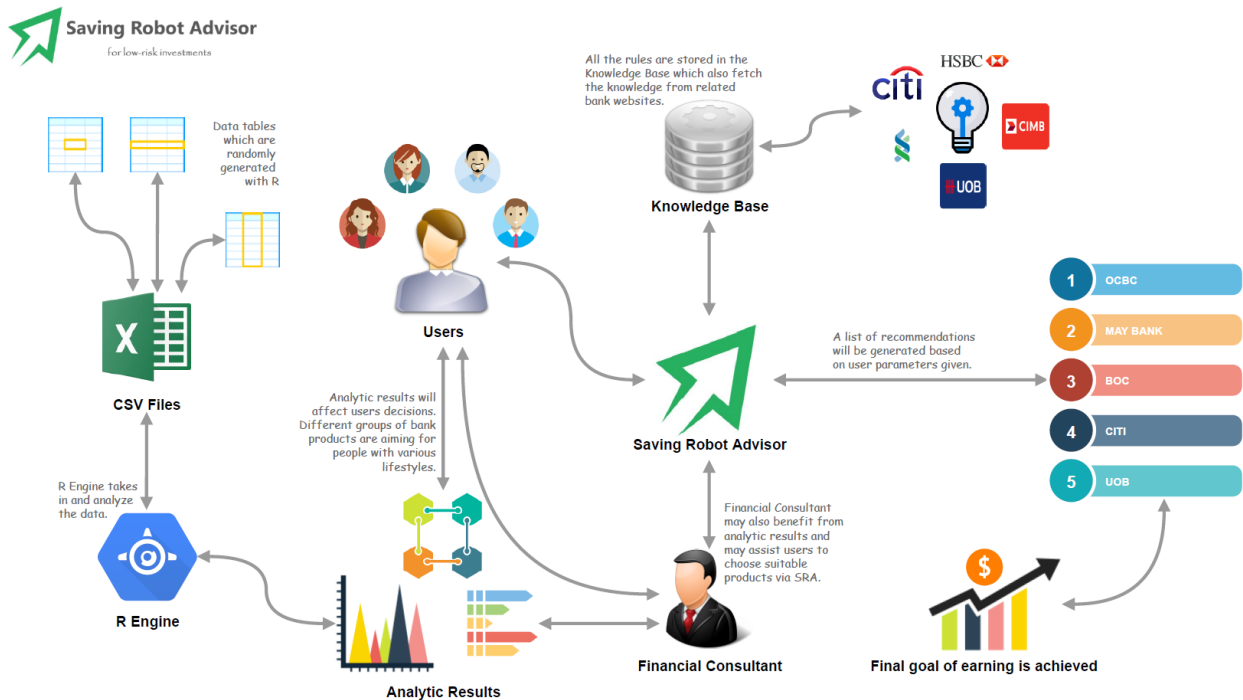 Saving Robot Advisor
for low-risk investments
All the rules are stored in the
Knowledge Base which also fetch
the knowledge from related
bank websites.
HSBC
citi
CIMB
UOB
Knowledge Base
Data tables
which are
randomly
generated
with R
Users
X
CSV Files
1 OCBC
2 MAY BANK
3 BOC
4 CITI
5 UOB
A list of recommendations
will be generated based
on user parameters given.
Saving Robot Advisor
Analytic results will
affect users decisions.
Different groups of bank
products are aiming for
people with various
lifestyles.
R Engine takes
in and analyze
the data.
R Engine
Financial Consultant
may also benefit from
analytic results and
may assist users to
choose suitable
products via SRA.
$
Analytic Results
Financial Consultant
Final goal of earning is achieved